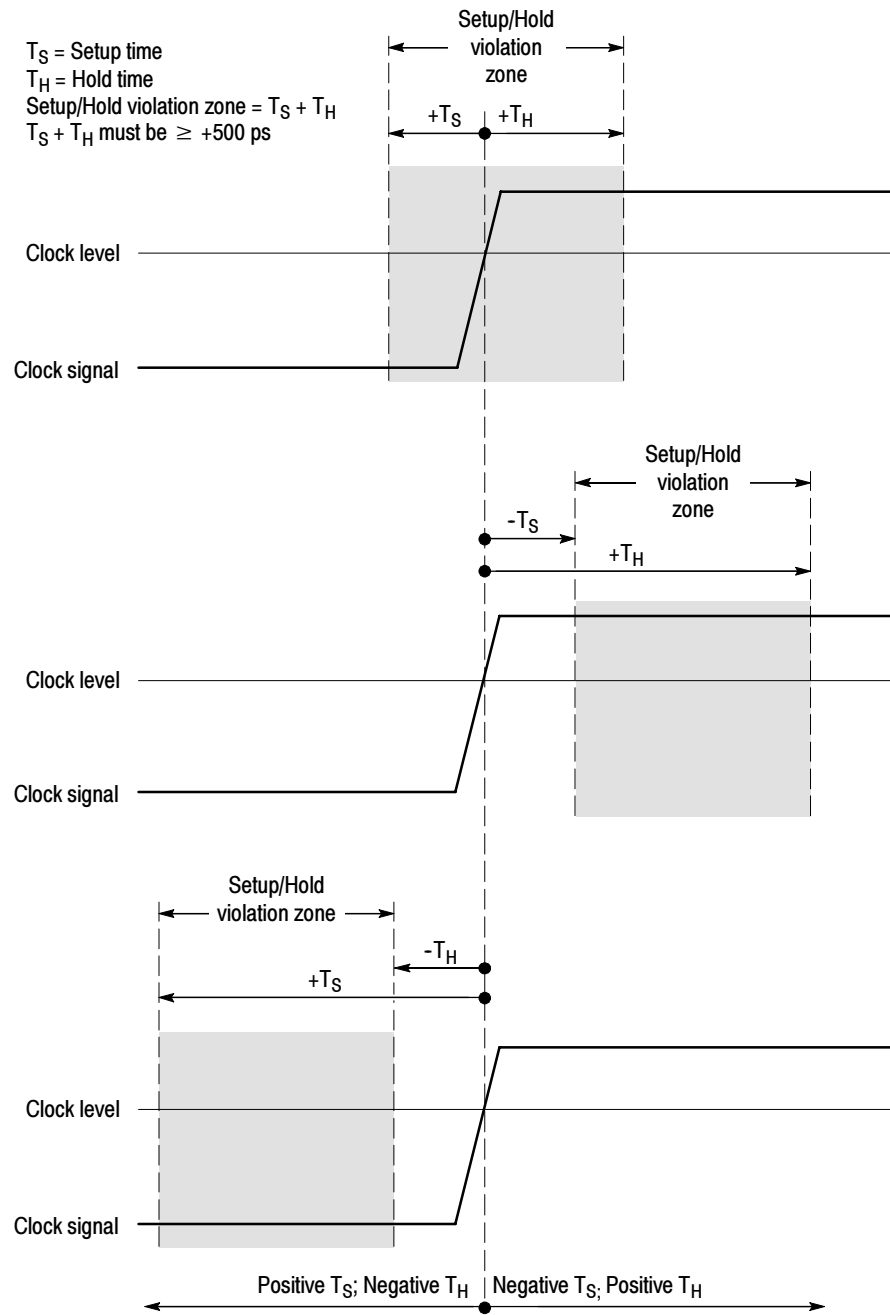 Setup/Hold
violation
zone
T_S = Setup time
T_H = Hold time
Setup/Hold violation zone = T_S + T_H
T_S + T_H must be ≥ +500 ps
+T_S
+T_H
Clock level
Clock signal
Setup/Hold
violation
zone
-T_S
+T_H
Clock level
Clock signal
Setup/Hold
violation zone
-T_H
+T_S
Clock level
Clock signal
Positive T_S; Negative T_H
Negative T_S; Positive T_H